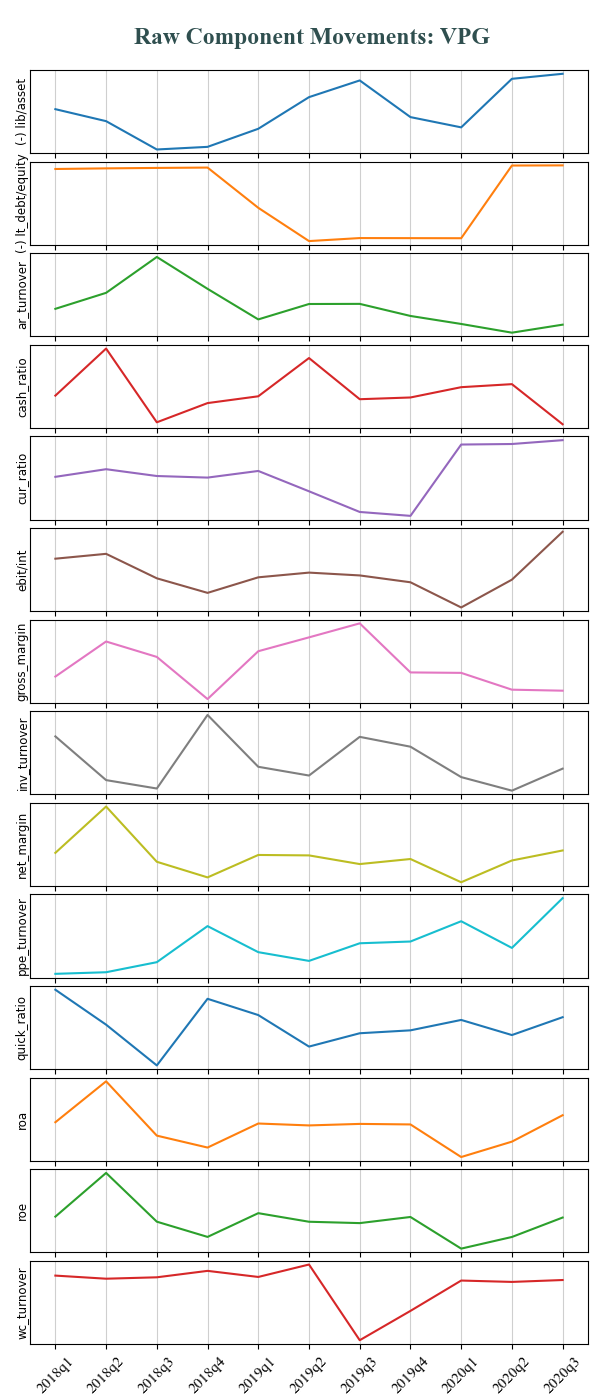 Raw Component Movements: VPG
(-) lib/asset
(-) lt_debt/equity
ar_turnover
cash_ratio
cur_ratio
ebit/int
gross_margin
inv_turnover
net_margin
ppe_turnover
quick_ratio
roa
roe
wc_turnover
2018q1 2018q2 2018q3 2018q4 2019q1 2019q2 2019q3 2019q4 2020q1 2020q2 2020q3